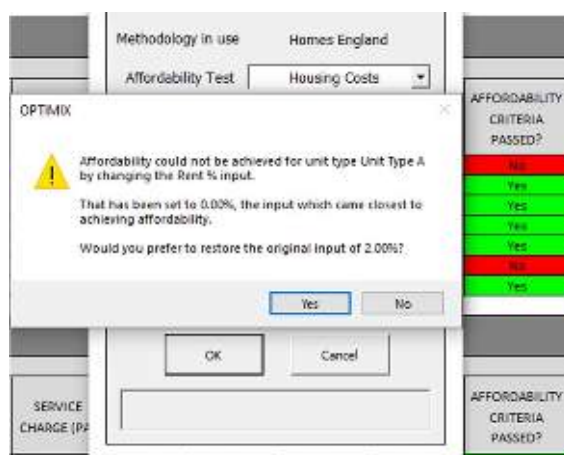 Methodology in use Homes England
Affordability Test Housing Costs
AFFORDABILITY
CRITERIA
PASSED?
OPTIMIX
Affordability could not be achieved for unit type Unit Type A
by changing the Rent % input.
That has been set to 0.00%, the input which came closest to
achieving affordability.
Would you prefer to restore the original input of 2.00%?
Yes No
No
Yes
Yes
Yes
Yes
No
Yes
OK Cancel
SERVICE
CHARGE (PA
AFFORDABILITY
CRITERIA
PASSED?